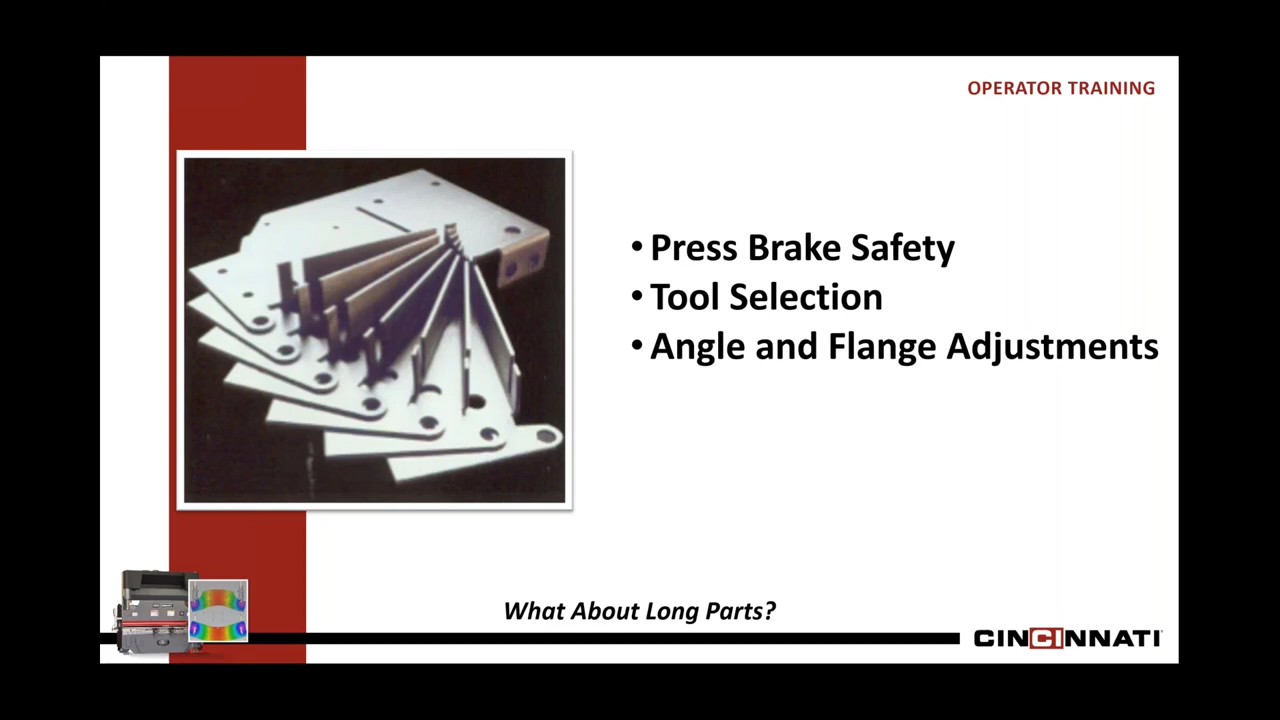 OPERATOR TRAINING
• Press Brake Safety
• Tool Selection
• Angle and Flange Adjustments
What About Long Parts?
CINCINNATI